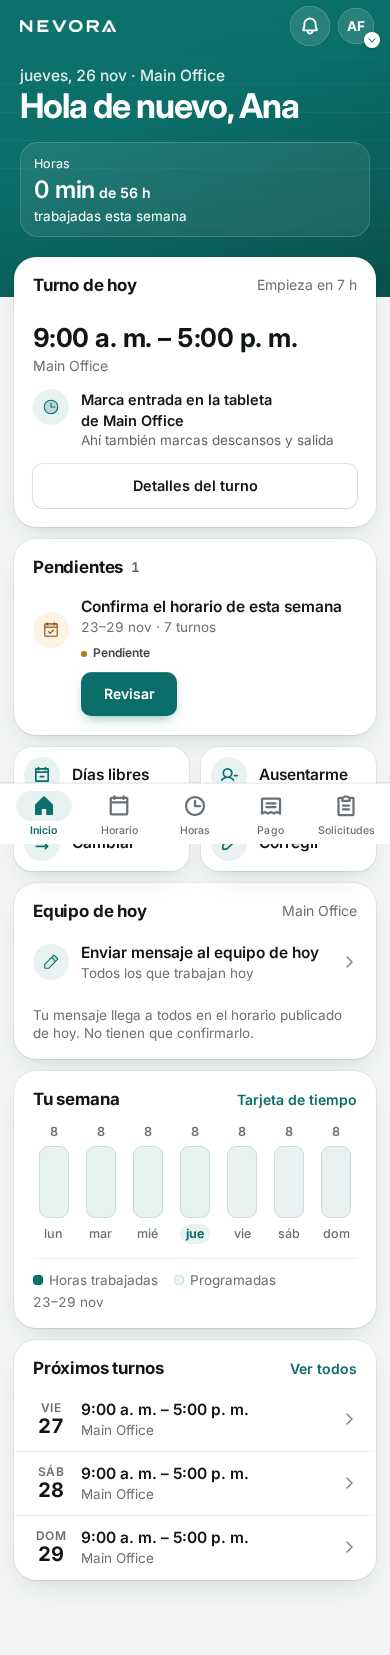 NEVORA
AF
jueves, 26 nov · Main Office
Hola de nuevo, Ana
Horas
0 min de 56 h
trabajadas esta semana
Turno de hoy
Empieza en 7 h
9:00 a. m. – 5:00 p. m.
Main Office
Marca entrada en la tableta
de Main Office
Ahí también marcas descansos y salida
Detalles del turno
Pendientes 1
Confirma el horario de esta semana
23–29 nov · 7 turnos
Pendiente
Revisar
Días libres
Ausentarme
Inicio
Horario
Horas
Pago
Solicitudes
Cambiar
Corregir
Equipo de hoy
Main Office
Enviar mensaje al equipo de hoy
Todos los que trabajan hoy
Tu mensaje llega a todos en el horario publicado
de hoy. No tienen que confirmarlo.
Tu semana
Tarjeta de tiempo
8 8 8 8 8 8 8
lun mar mié jue vie sáb dom
Horas trabajadas
Programadas
23–29 nov
Próximos turnos
Ver todos
VIE
27
9:00 a. m. – 5:00 p. m.
Main Office
SÁB
28
9:00 a. m. – 5:00 p. m.
Main Office
DOM
29
9:00 a. m. – 5:00 p. m.
Main Office